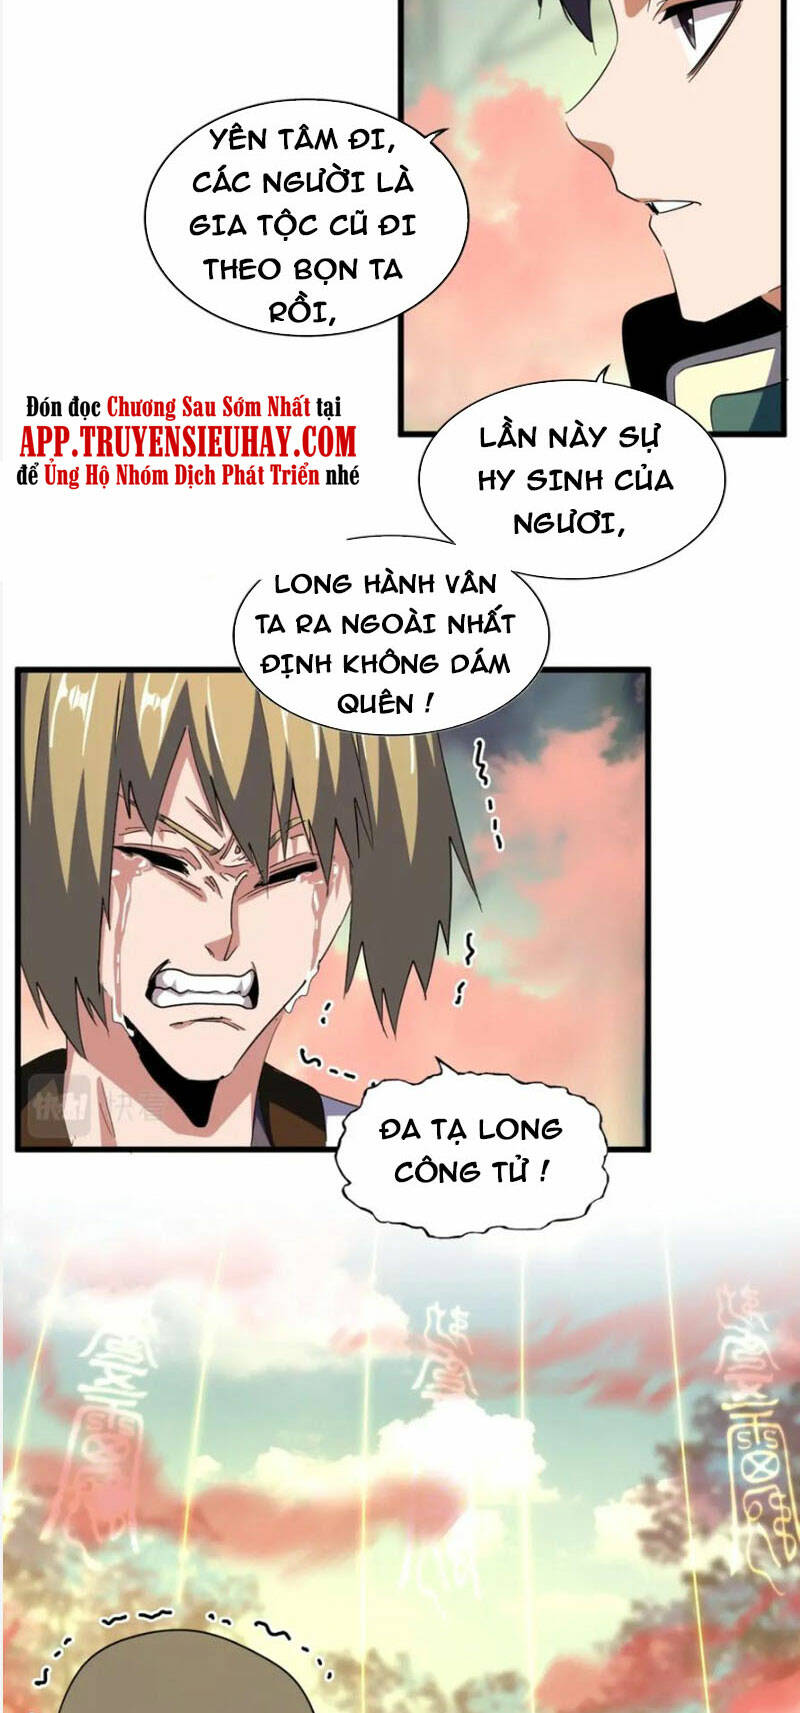 YÊN TÂM ĐI,
CÁC NGƯỜI LÀ
GIA TỘC CŨ ĐI
THEO BỌN TA
RỒI,
Đón đọc Chương Sau Sớm Nhất tại
APP.TRUYENSIEUHAY.COM
để Ủng Hộ Nhóm Dịch Phát Triển nhé
LẦN NÀY SỰ
HY SINH CỦA
NGƯƠI,
LONG HÀNH VÂN
TA RA NGOÀI NHẤT
ĐỊNH KHÔNG DÁM
QUÊN !
快看
ĐA TẠ LONG
CÔNG TỬ !